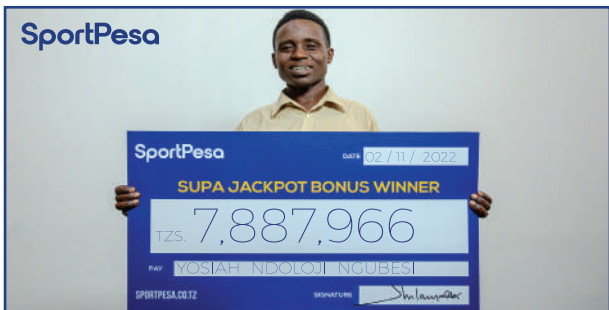 SportPesa
SportPesa
DATE 02 / 11 / 2022
SUPA JACKPOT BONUS WINNER
TZS. 7,887,966
PAY YOSIAH NDOLOJI NGUBESI
SPORTPESA.CO.TZ
SIGNATURE